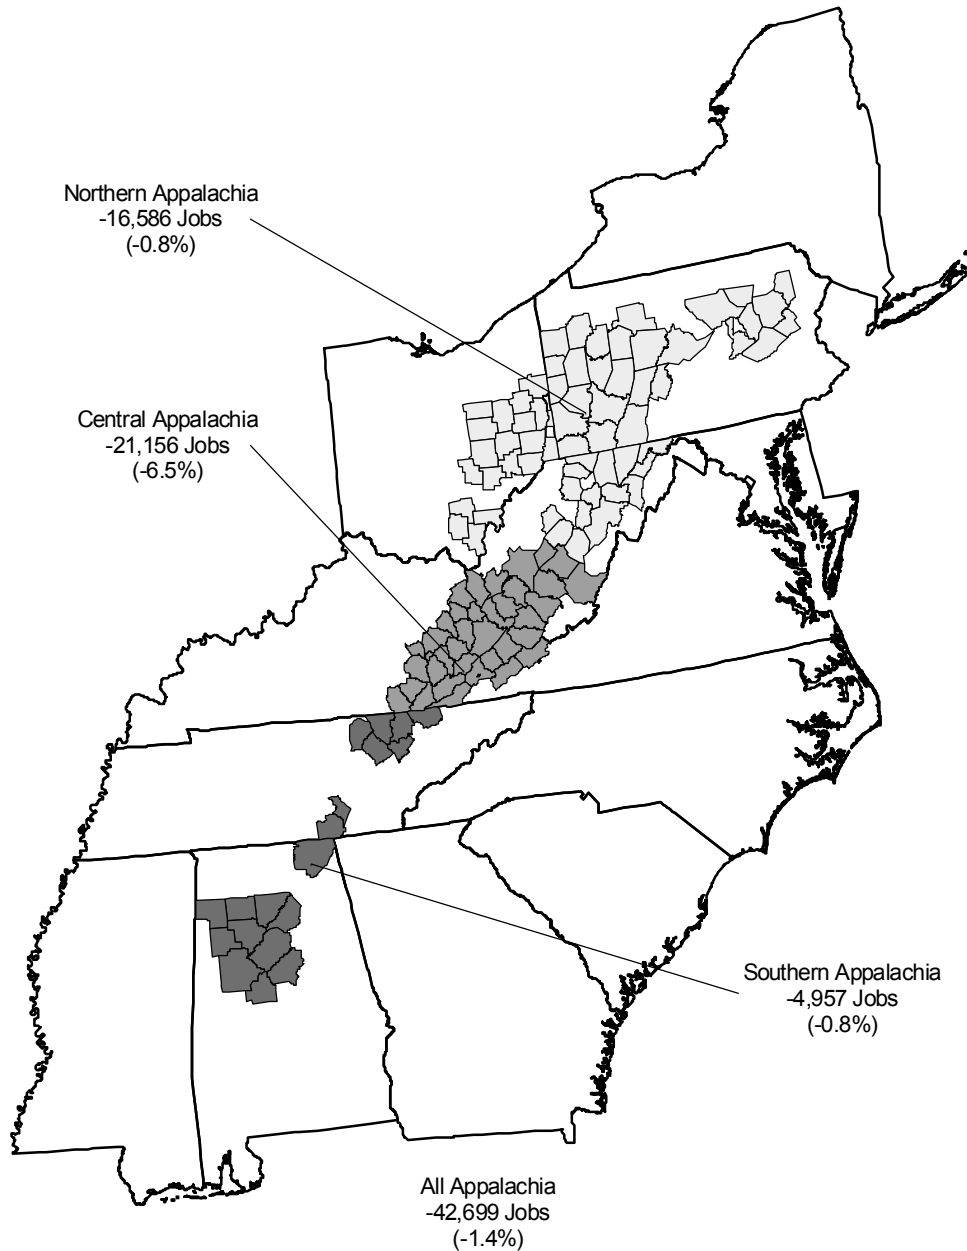 Northern Appalachia
-16,586 Jobs
(-0.8%)
Central Appalachia
-21,156 Jobs
(-6.5%)
Southern Appalachia
-4,957 Jobs
(-0.8%)
All Appalachia
-42,699 Jobs
(-1.4%)